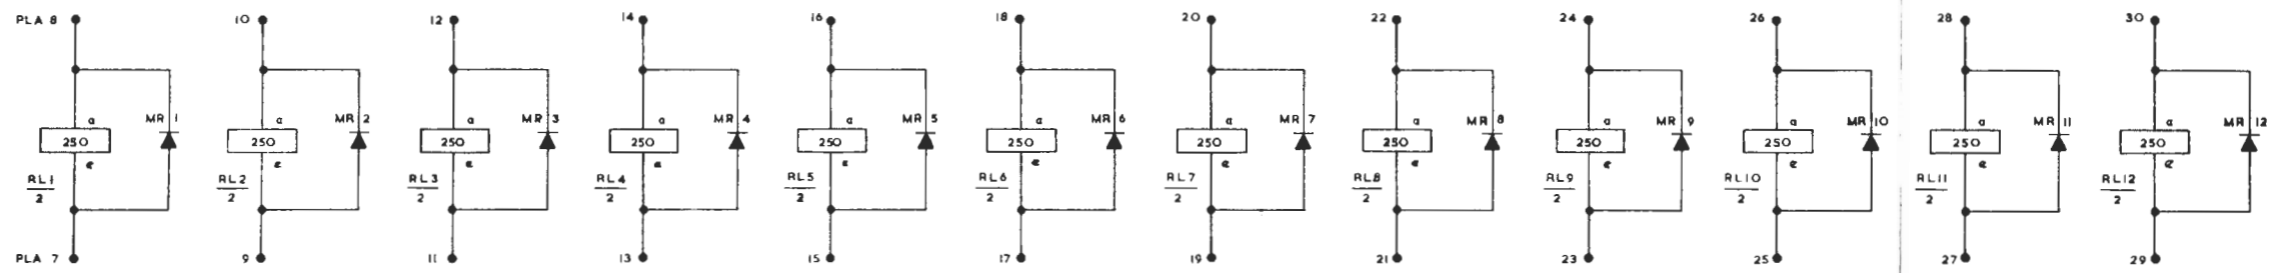 PLA 8 10 12 14 16 18 20 22 24 26 28 30
a a a a a a a a a a a a
MR 1 MR 2 MR 3 MR 4 MR 5 MR 6 MR 7 MR 8 MR 9 MR 10 MR 11 MR 12
250 250 250 250 250 250 250 250 250 250 250 250
e e e e e e e e e e e e
RL1 RL2 RL3 RL4 RL5 RL6 RL7 RL8 RL9 RL10 RL11 RL12
2 2 2 2 2 2 2 2 2 2 2 2
PLA 7 9 11 13 15 17 19 21 23 25 27 29